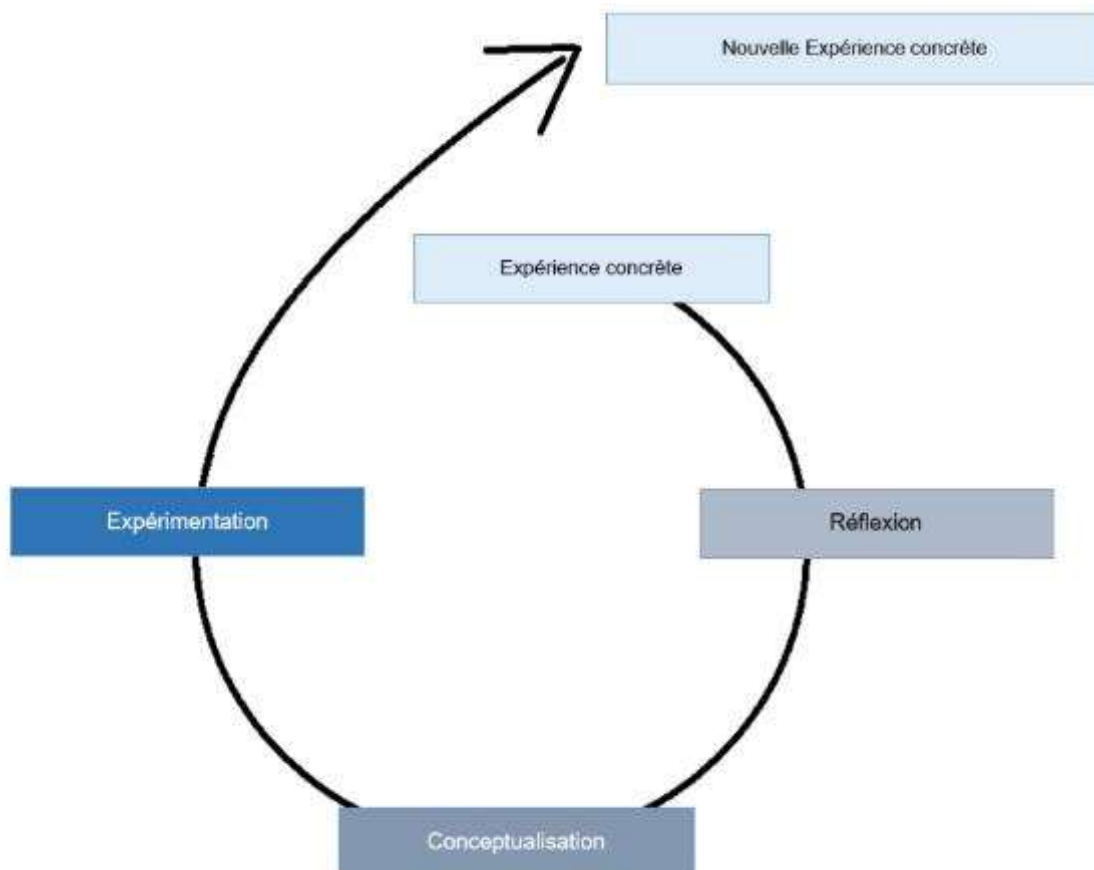 Nouvelle Expérience concrète
Expérience concrète
Expérimentation
Réflexion
Conceptualisation